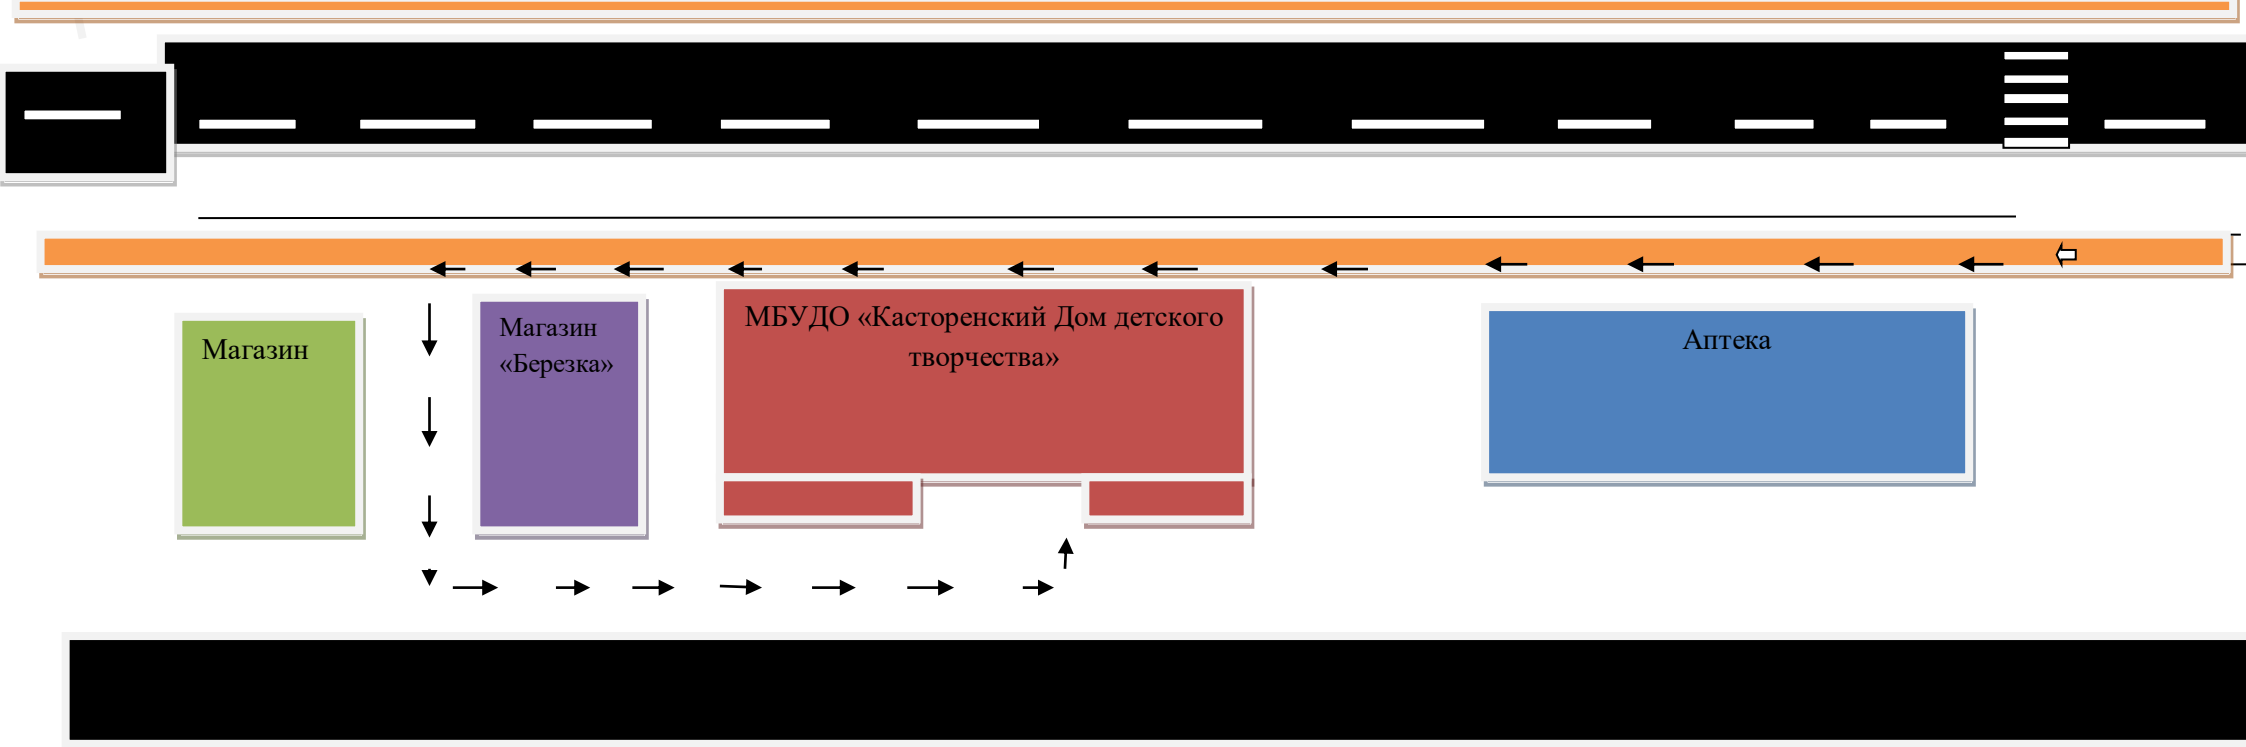 МБУДО «Касторенский Дом детского
творчества»
Магазин
«Березка»
Аптека
Магазин